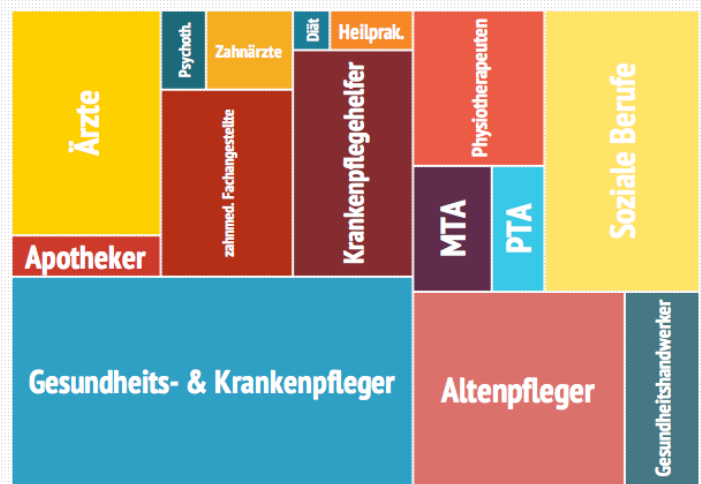 Ärzte
Apotheker
Psychoth.
Zahnärzte
zahnmed. Fachangestellte
Diät
Heilprak.
Krankenpflegehelfer
Physiotherapeuten
MTA
PTA
Soziale Berufe
Gesundheits- & Krankenpfleger
Altenpfleger
Gesundheitshandwerker